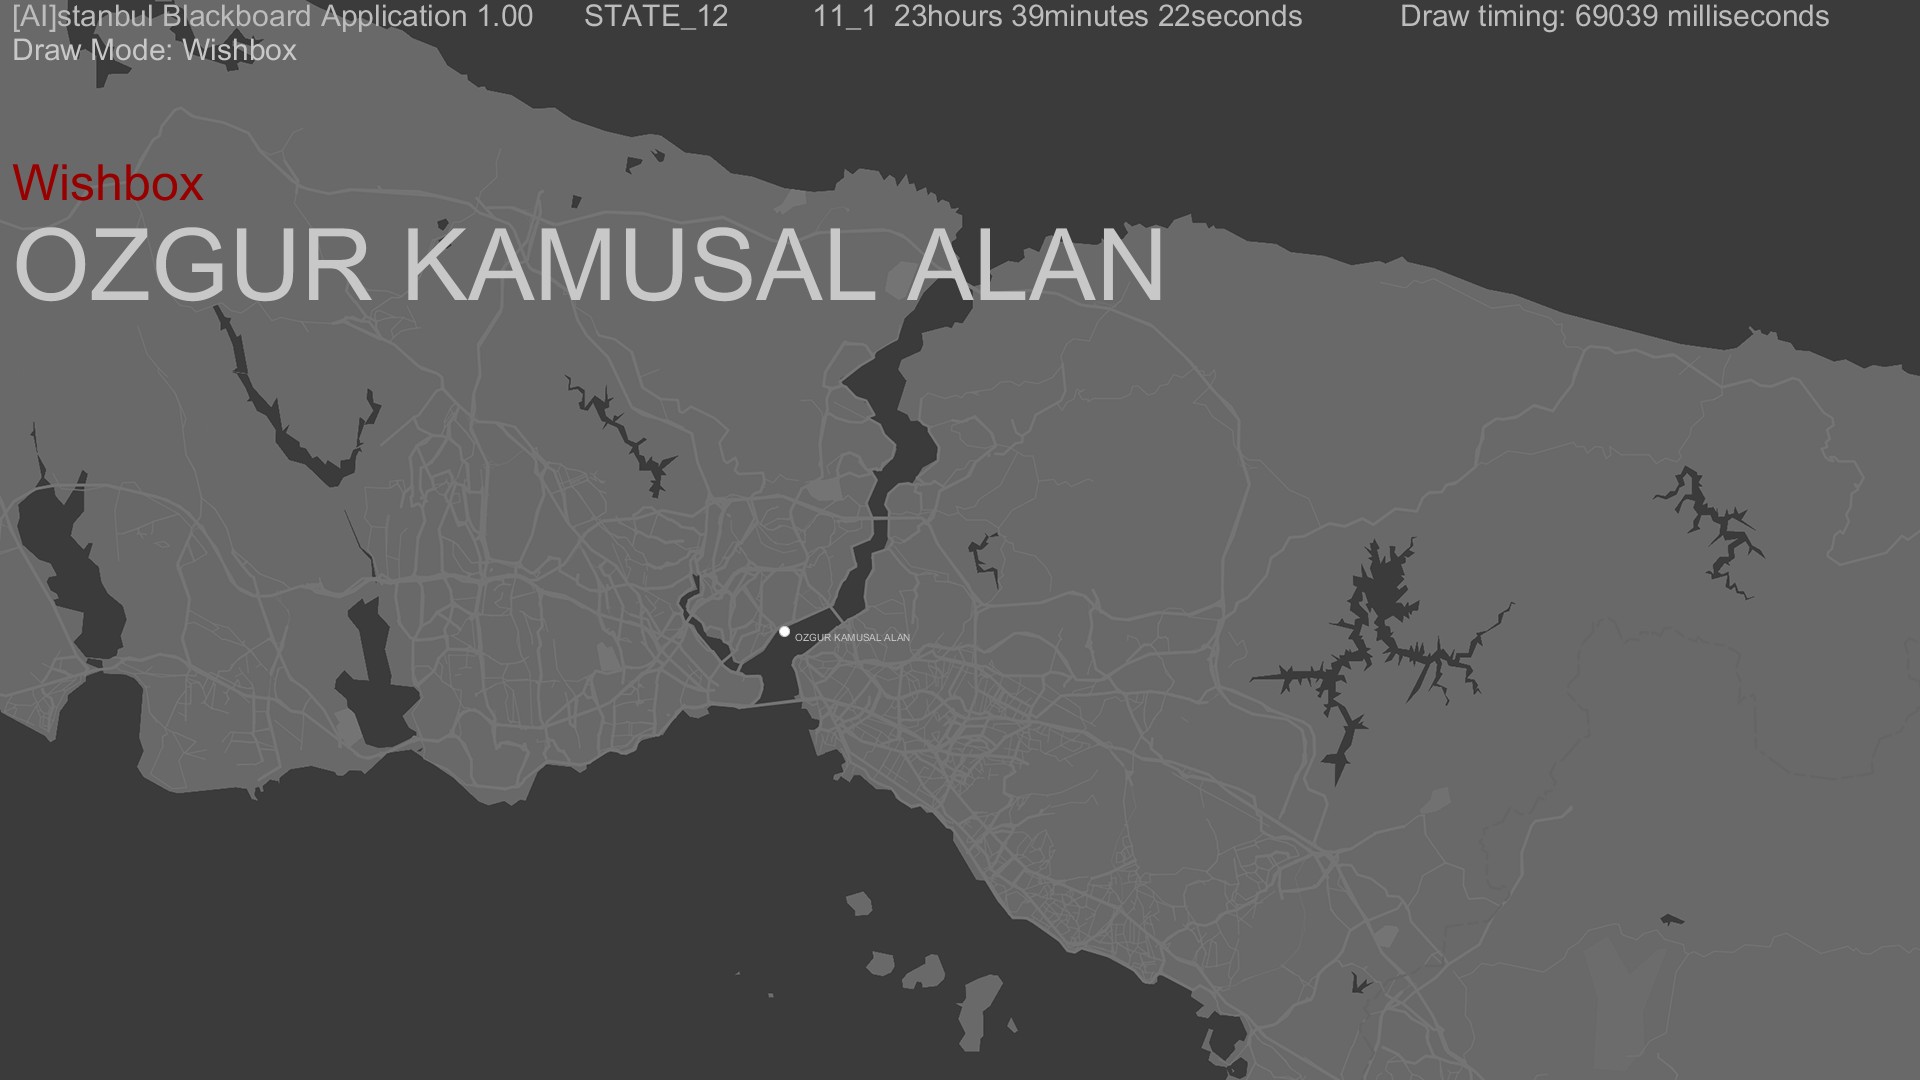 [AI]stanbul Blackboard Application 1.00 STATE_12 11_1 23hours 39minutes 22seconds Draw timing: 69039 milliseconds
Draw Mode: Wishbox
Wishbox
OZGUR KAMUSAL ALAN
OZGUR KAMUSAL ALAN